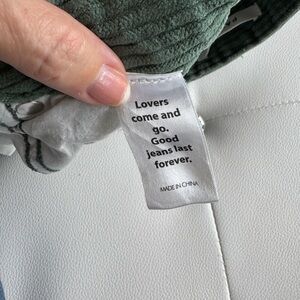 Lovers
come and
go.
Good
jeans last
forever.
MADE IN CHINA